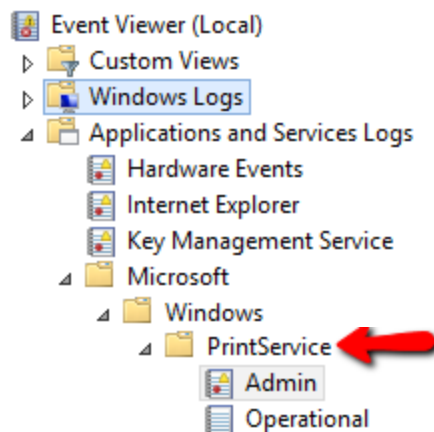 Event Viewer (Local)
Custom Views
Windows Logs
Applications and Services Logs
Hardware Events
Internet Explorer
Key Management Service
Microsoft
Windows
PrintService
Admin
Operational